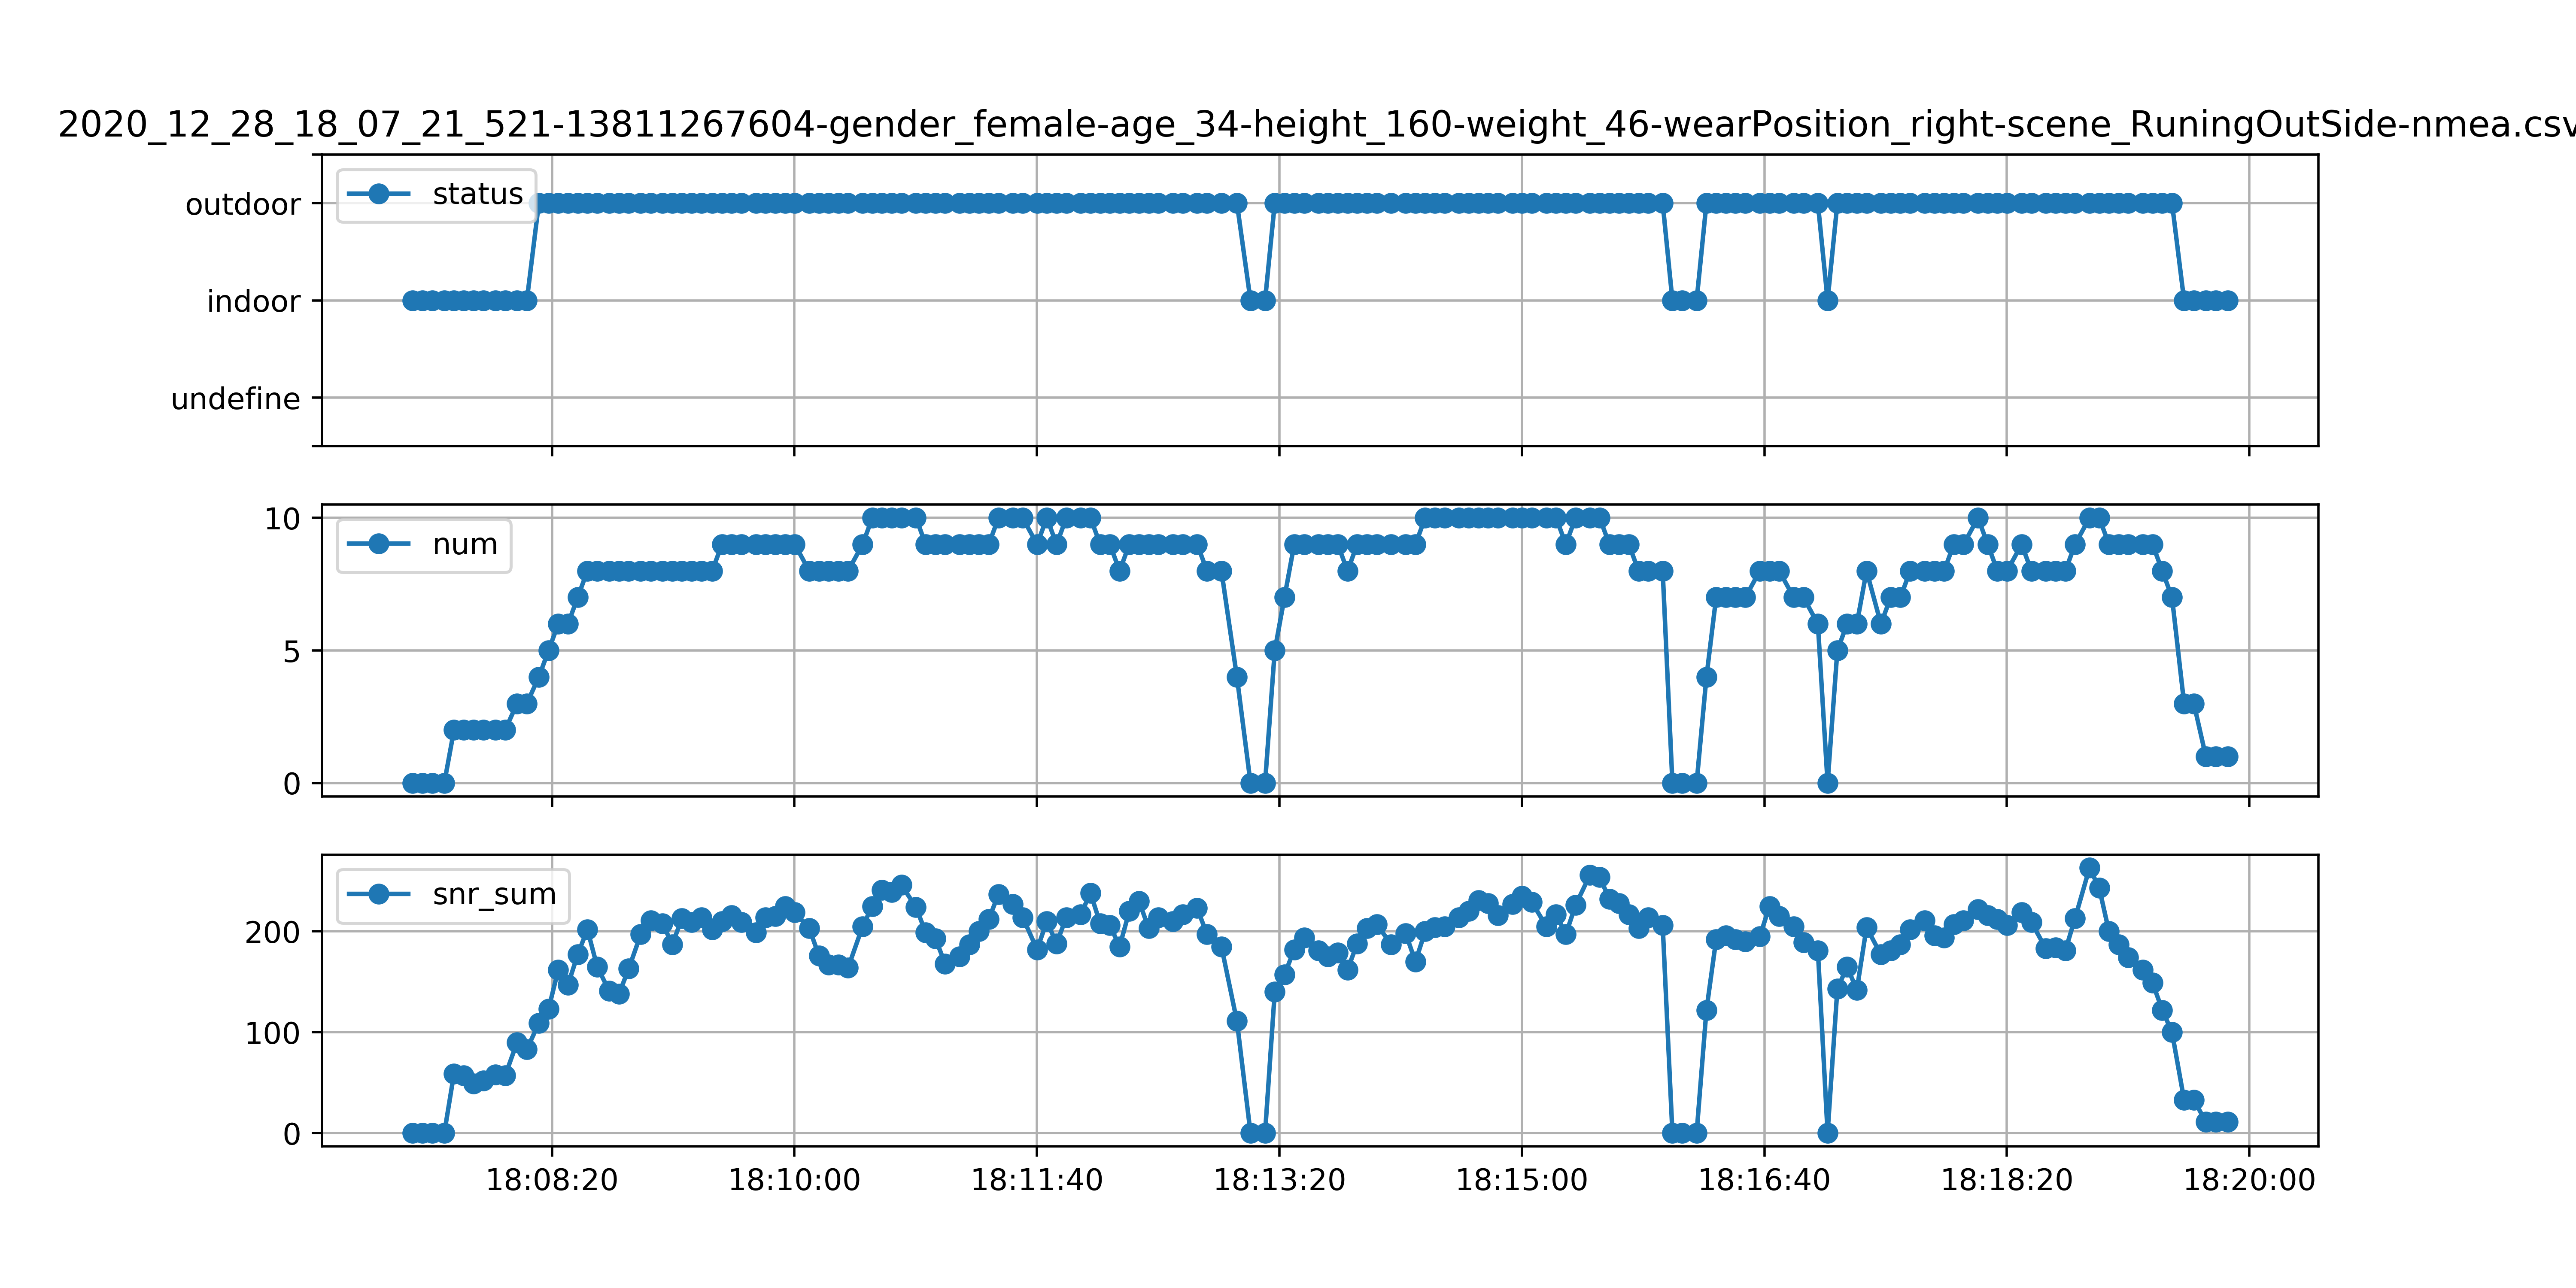 2020_12_28_18_07_21_521-13811267604-gender_female-age_34-height_160-weight_46-wearPosition_right-scene_RuningOutSide-nmea.csv
status
outdoor
indoor
undefine
num
10
5
0
snr_sum
200
100
0
18:08:20 18:10:00 18:11:40 18:13:20 18:15:00 18:16:40 18:18:20 18:20:00